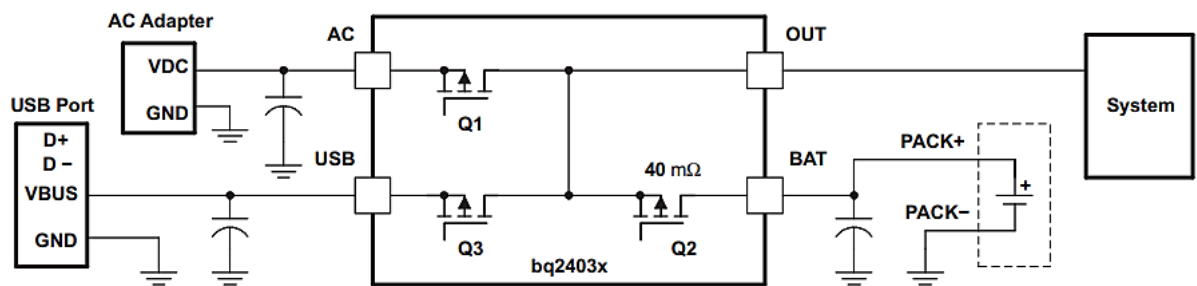 AC Adapter
VDC
GND
USB Port
D+
D −
VBUS
GND
AC
USB
Q1
Q3
40 mΩ
Q2
bq2403x
OUT
BAT
PACK+
+
PACK−
System